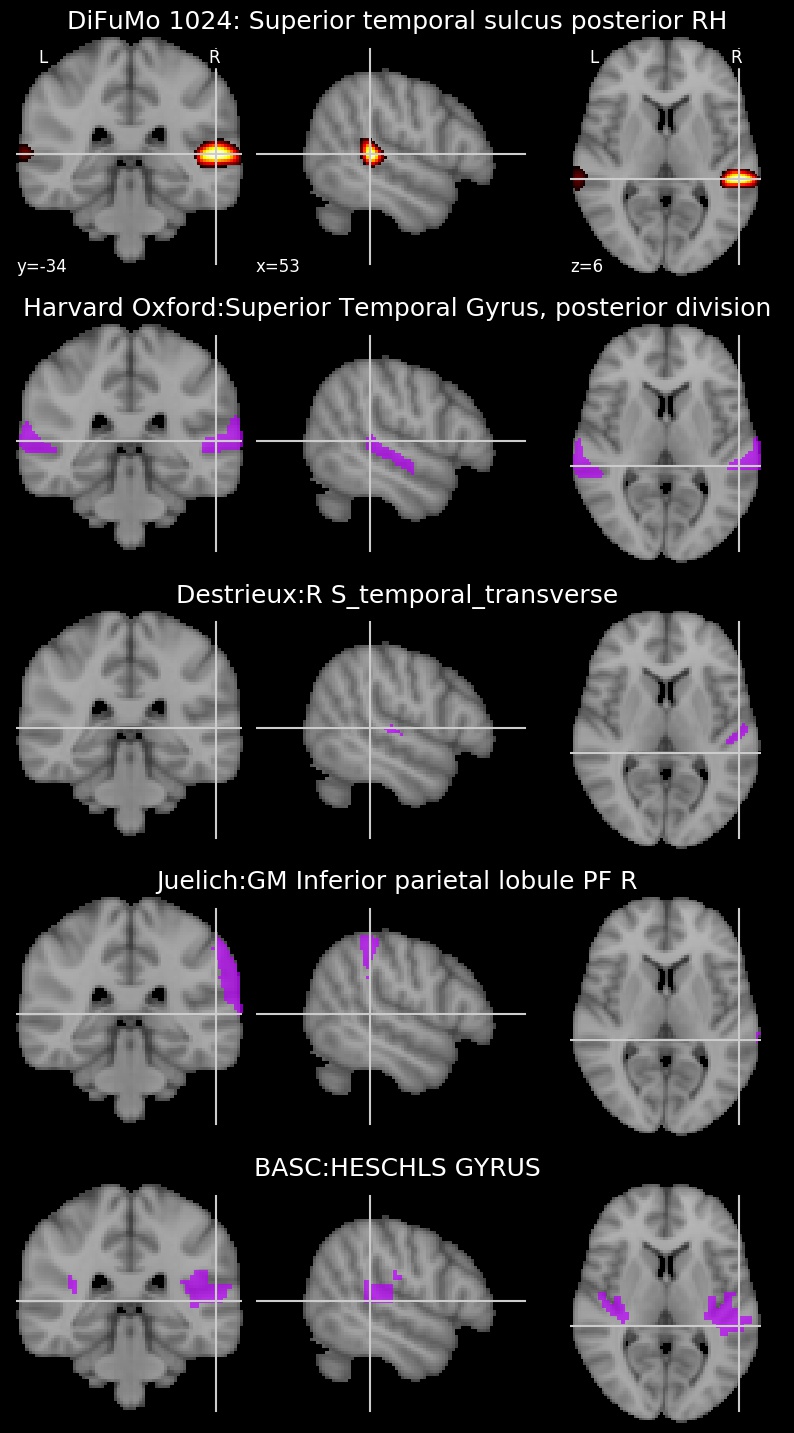 DiFuMo 1024: Superior temporal sulcus posterior RH
L R L R
y=-34 x=53 z=6
Harvard Oxford:Superior Temporal Gyrus, posterior division
Destrieux:R S_temporal_transverse
Juelich:GM Inferior parietal lobule PF R
BASC:HESCHLS GYRUS